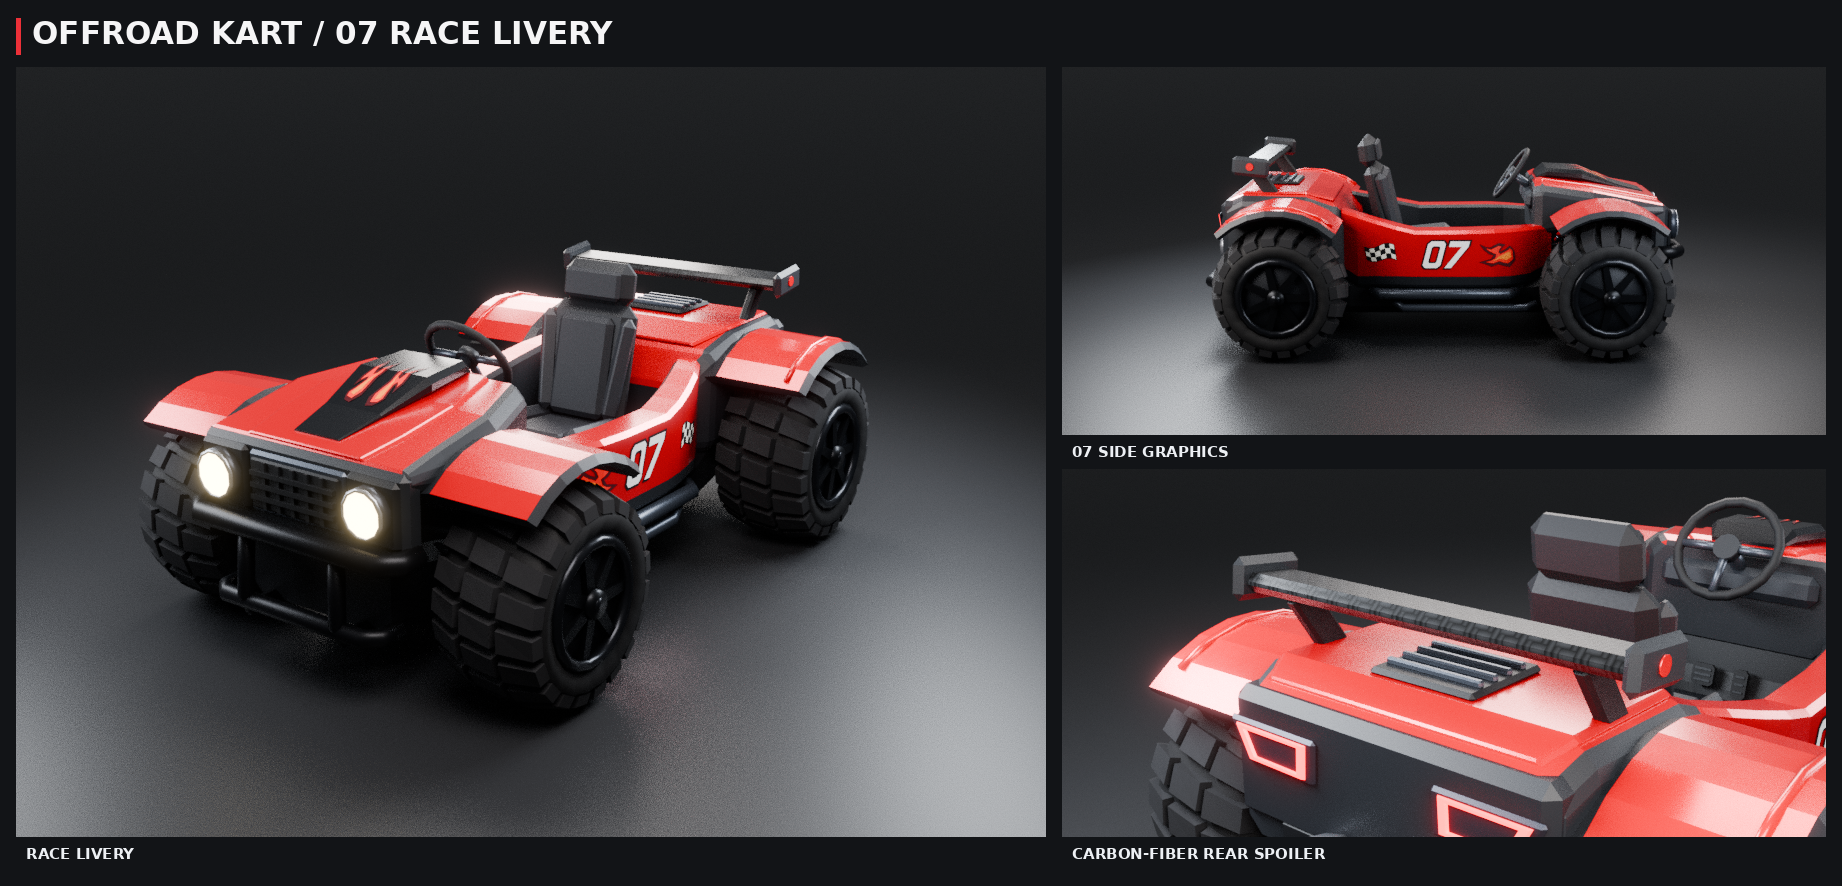 OFFROAD KART / 07 RACE LIVERY
07
RACE LIVERY
07
07 SIDE GRAPHICS
CARBON-FIBER REAR SPOILER